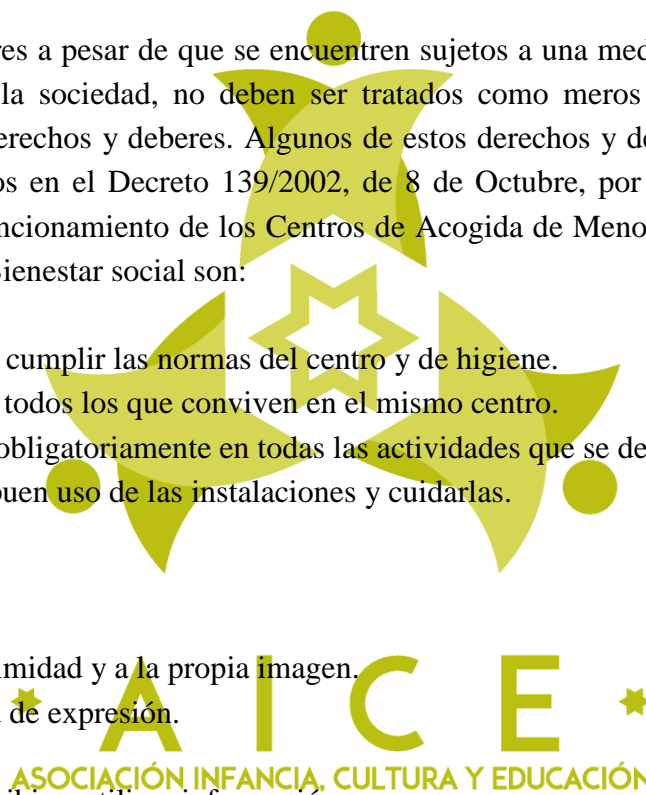 res a pesar de que se encuentren sujetos a una med
la sociedad, no deben ser tratados como meros
erechos y deberes. Algunos de estos derechos y de
os en el Decreto 139/2002, de 8 de Octubre, por
ncionamiento de los Centros de Acogida de Meno
Bienestar social son:
cumplir las normas del centro y de higiene.
todos los que conviven en el mismo centro.
obligatoriamente en todas las actividades que se de
buen uso de las instalaciones y cuidarlas.
imidad y a la propia imagen.
de expresión.
AICE
ASOCIACIÓN INFANCIA, CULTURA Y EDUCACIÓN